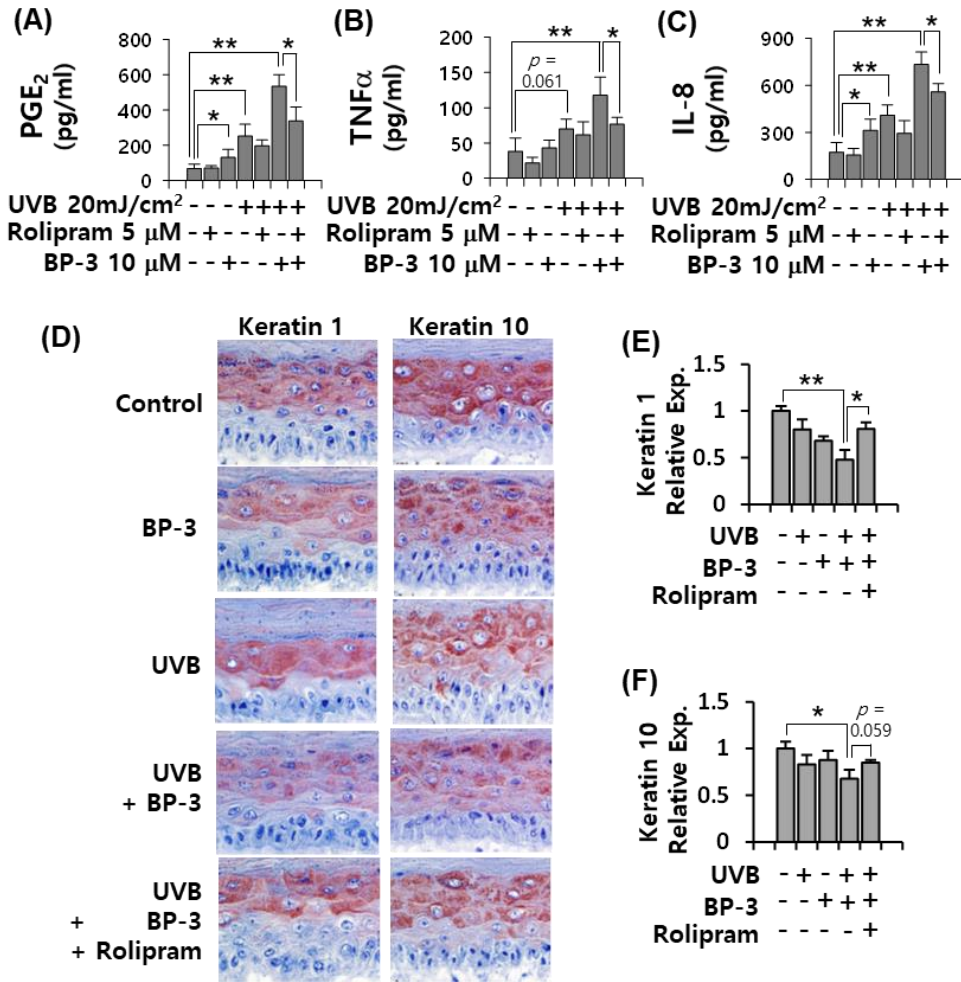 (A)
PGE₂
(pg/ml)
800
600
400
200
0
** *
**
*
UVB 20mJ/cm² - - - + + + +
Rolipram 5 μM - + - - + - +
BP-3 10 μM - - + - - + +
(B)
TNFα
(pg/ml)
200
150
100
50
0
** *
p =
0.061
UVB 20mJ/cm² - - - + + + +
Rolipram 5 μM - + - - + - +
BP-3 10 μM - - + - - + +
(C)
IL-8
(pg/ml)
900
600
300
0
** *
**
*
UVB 20mJ/cm² - - - + + + +
Rolipram 5 μM - + - - + - +
BP-3 10 μM - - + - - + +
(D)
Keratin 1 Keratin 10
Control
BP-3
UVB
UVB
+ BP-3
UVB
+ BP-3
+ Rolipram
(E)
Keratin 1
Relative Exp.
1.5
1
0.5
0
** *
UVB - + - + +
BP-3 - - + + +
Rolipram - - - - +
(F)
Keratin 10
Relative Exp.
1.5
1
0.5
0
*
p =
0.059
UVB - + - + +
BP-3 - - + + +
Rolipram - - - - +